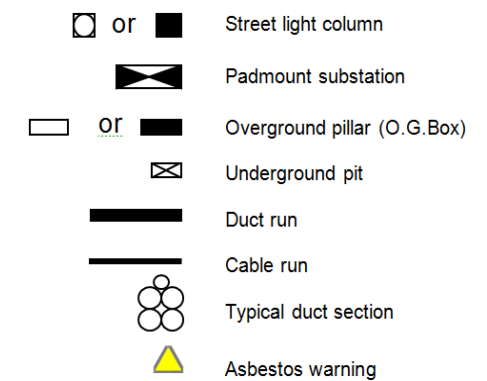 or Street light column
Padmount substation
or Overground pillar (O.G.Box)
Underground pit
Duct run
Cable run
Typical duct section
Asbestos warning